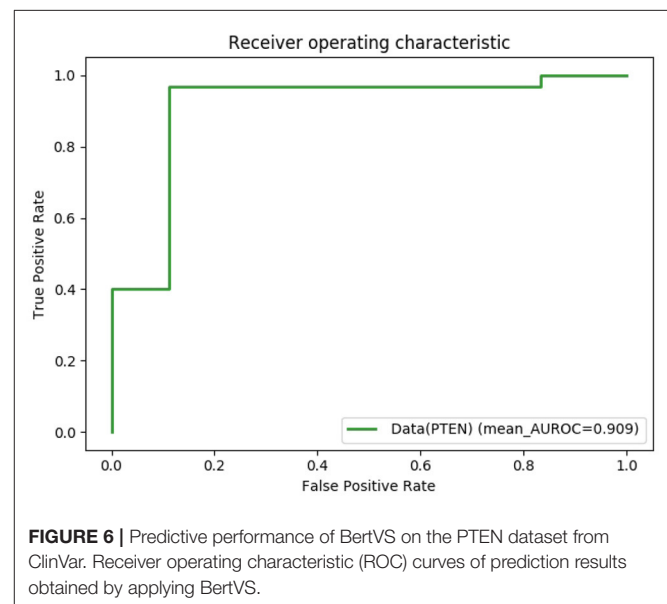 Receiver operating characteristic
1.0
0.8
0.6
0.4
0.2
0.0
True Positive Rate
Data(PTEN) (mean_AUROC=0.909)
0.0 0.2 0.4 0.6 0.8 1.0
False Positive Rate
FIGURE 6 | Predictive performance of BertVS on the PTEN dataset from
ClinVar. Receiver operating characteristic (ROC) curves of prediction results
obtained by applying BertVS.